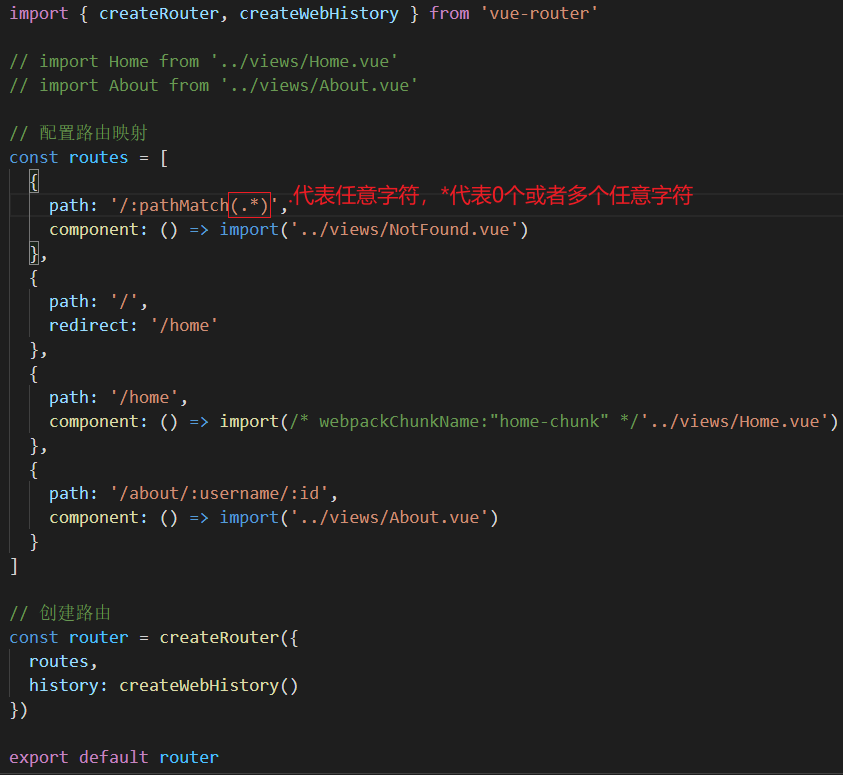 import { createRouter, createWebHistory } from 'vue-router'
// import Home from '../views/Home.vue'
// import About from '../views/About.vue'
// 配置路由映射
const routes = [
{
path: '/:pathMatch(.*)', .代表任意字符，*代表0个或者多个任意字符
component: () => import('../views/NotFound.vue')
},
{
path: '/',
redirect: '/home'
},
{
path: '/home',
component: () => import(/* webpackChunkName:"home-chunk" */'../views/Home.vue')
},
{
path: '/about/:username/:id',
component: () => import('../views/About.vue')
}
]
// 创建路由
const router = createRouter({
routes,
history: createWebHistory()
})
export default router